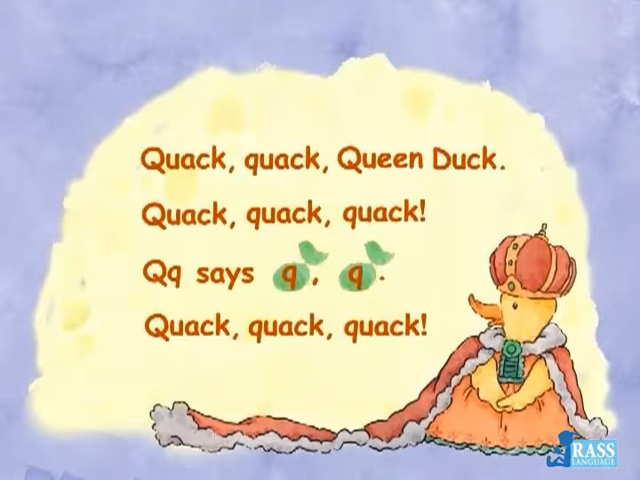 Quack, quack, Queen Duck.
Quack, quack, quack!
Qq says q, q.
Quack, quack, quack!
RASS
LANGUAGE